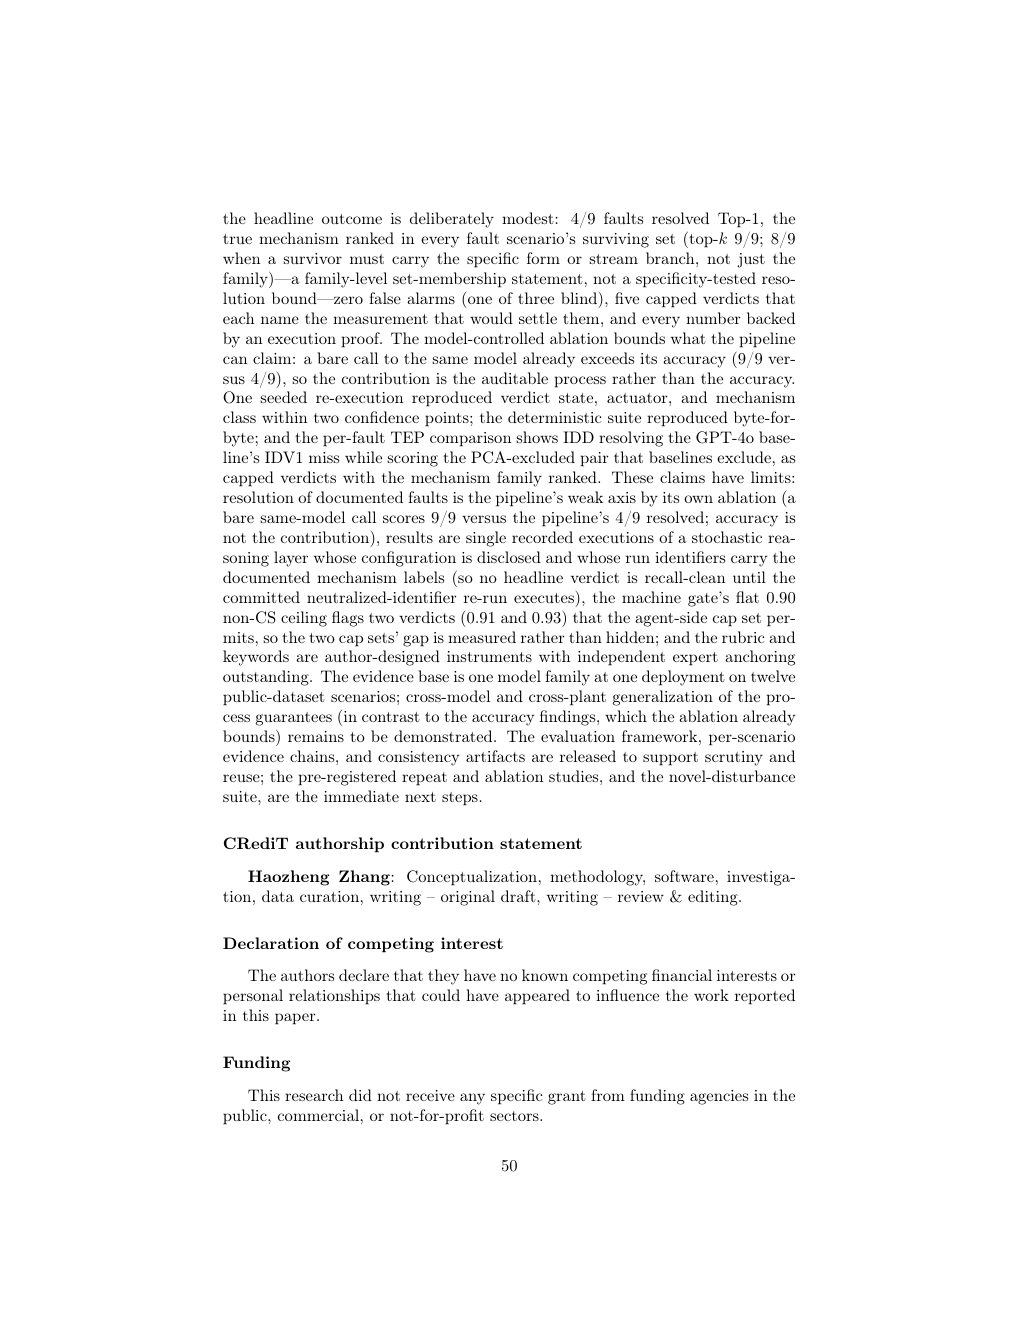 the headline outcome is deliberately modest: 4/9 faults resolved Top-1, the
true mechanism ranked in every fault scenario's surviving set (top-k 9/9; 8/9
when a survivor must carry the specific form or stream branch, not just the
family)—a family-level set-membership statement, not a specificity-tested reso-
lution bound—zero false alarms (one of three blind), five capped verdicts that
each name the measurement that would settle them, and every number backed
by an execution proof. The model-controlled ablation bounds what the pipeline
can claim: a bare call to the same model already exceeds its accuracy (9/9 ver-
sus 4/9), so the contribution is the auditable process rather than the accuracy.
One seeded re-execution reproduced verdict state, actuator, and mechanism
class within two confidence points; the deterministic suite reproduced byte-for-
byte; and the per-fault TEP comparison shows IDD resolving the GPT-4o base-
line's IDV1 miss while scoring the PCA-excluded pair that baselines exclude, as
capped verdicts with the mechanism family ranked. These claims have limits:
resolution of documented faults is the pipeline's weak axis by its own ablation (a
bare same-model call scores 9/9 versus the pipeline's 4/9 resolved; accuracy is
not the contribution), results are single recorded executions of a stochastic rea-
soning layer whose configuration is disclosed and whose run identifiers carry the
documented mechanism labels (so no headline verdict is recall-clean until the
committed neutralized-identifier re-run executes), the machine gate's flat 0.90
non-CS ceiling flags two verdicts (0.91 and 0.93) that the agent-side cap set per-
mits, so the two cap sets' gap is measured rather than hidden; and the rubric and
keywords are author-designed instruments with independent expert anchoring
outstanding. The evidence base is one model family at one deployment on twelve
public-dataset scenarios; cross-model and cross-plant generalization of the pro-
cess guarantees (in contrast to the accuracy findings, which the ablation already
bounds) remains to be demonstrated. The evaluation framework, per-scenario
evidence chains, and consistency artifacts are released to support scrutiny and
reuse; the pre-registered repeat and ablation studies, and the novel-disturbance
suite, are the immediate next steps.
CRediT authorship contribution statement
Haozheng Zhang: Conceptualization, methodology, software, investiga-
tion, data curation, writing – original draft, writing – review & editing.
Declaration of competing interest
The authors declare that they have no known competing financial interests or
personal relationships that could have appeared to influence the work reported
in this paper.
Funding
This research did not receive any specific grant from funding agencies in the
public, commercial, or not-for-profit sectors.
50